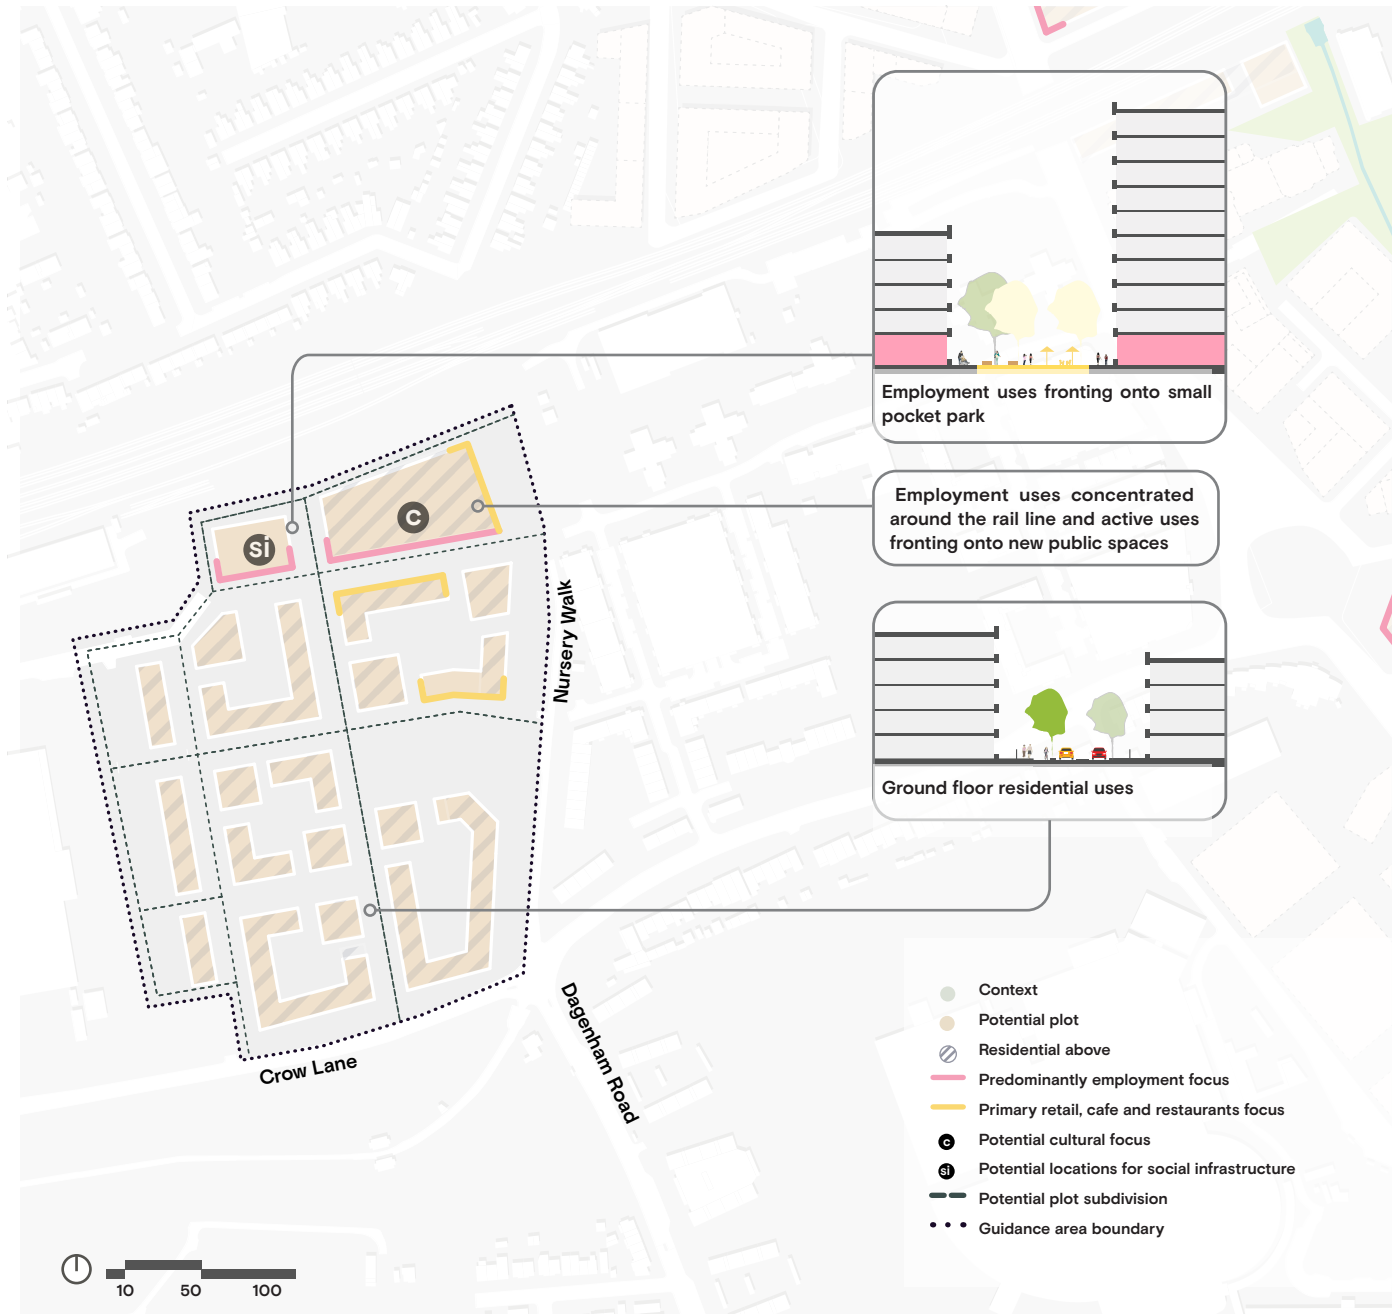 Employment uses fronting onto small
pocket park
Employment uses concentrated
around the rail line and active uses
fronting onto new public spaces
C
si
Nursery Walk
Ground floor residential uses
Dagenham Road
Crow Lane
Context
Potential plot
Residential above
Predominantly employment focus
Primary retail, cafe and restaurants focus
C Potential cultural focus
si Potential locations for social infrastructure
Potential plot subdivision
Guidance area boundary
10 50 100